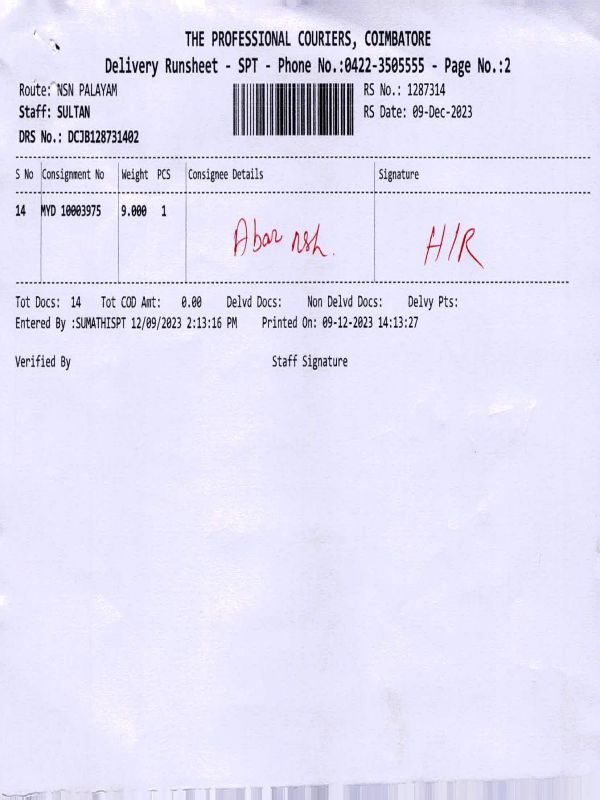 THE PROFESSIONAL COURIERS, COIMBATORE
Delivery Runsheet - SPT - Phone No.:0422-3505555 - Page No.:2
Route: NSN PALAYAM
RS No.: 1287314
Staff: SULTAN
RS Date: 09-Dec-2023
DRS No.: DCJB128731402
S No Consignment No Weight PCS Consignee Details Signature
14 MYD 10003975 9.000 1
H/R
Tot Docs: 14 Tot COD Amt: 0.00 Delvd Docs: Non Delvd Docs: Delvy Pts:
Entered By :SUMATHISPT 12/09/2023 2:13:16 PM Printed On: 09-12-2023 14:13:27
Verified By Staff Signature